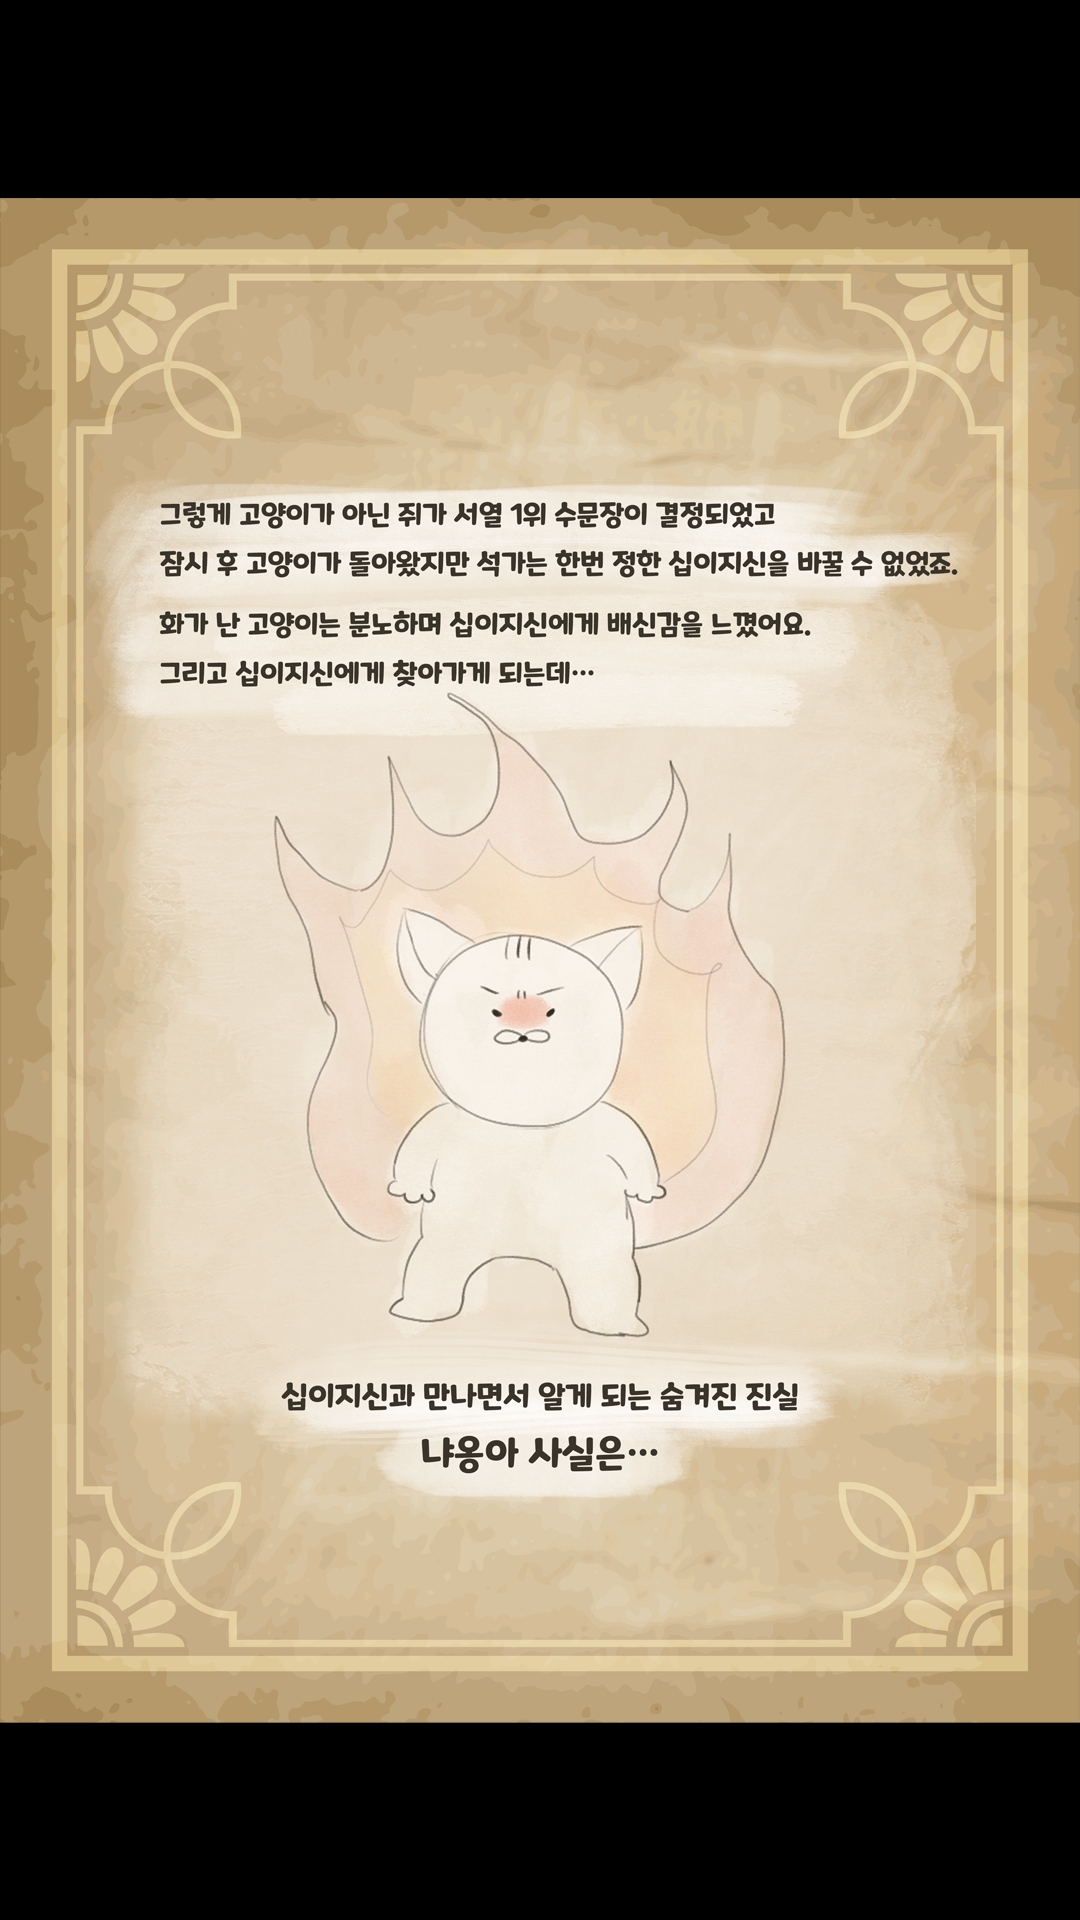 그렇게 고양이가 아닌 쥐가 서열 1위 수문장이 결정되었고
잠시 후 고양이가 돌아왔지만 석가는 한번 정한 십이지신을 바꿀 수 없었죠.
화가 난 고양이는 분노하며 십이지신에게 배신감을 느꼈어요.
그리고 십이지신에게 찾아가게 되는데…
십이지신과 만나면서 알게 되는 숨겨진 진실
냐옹아 사실은…